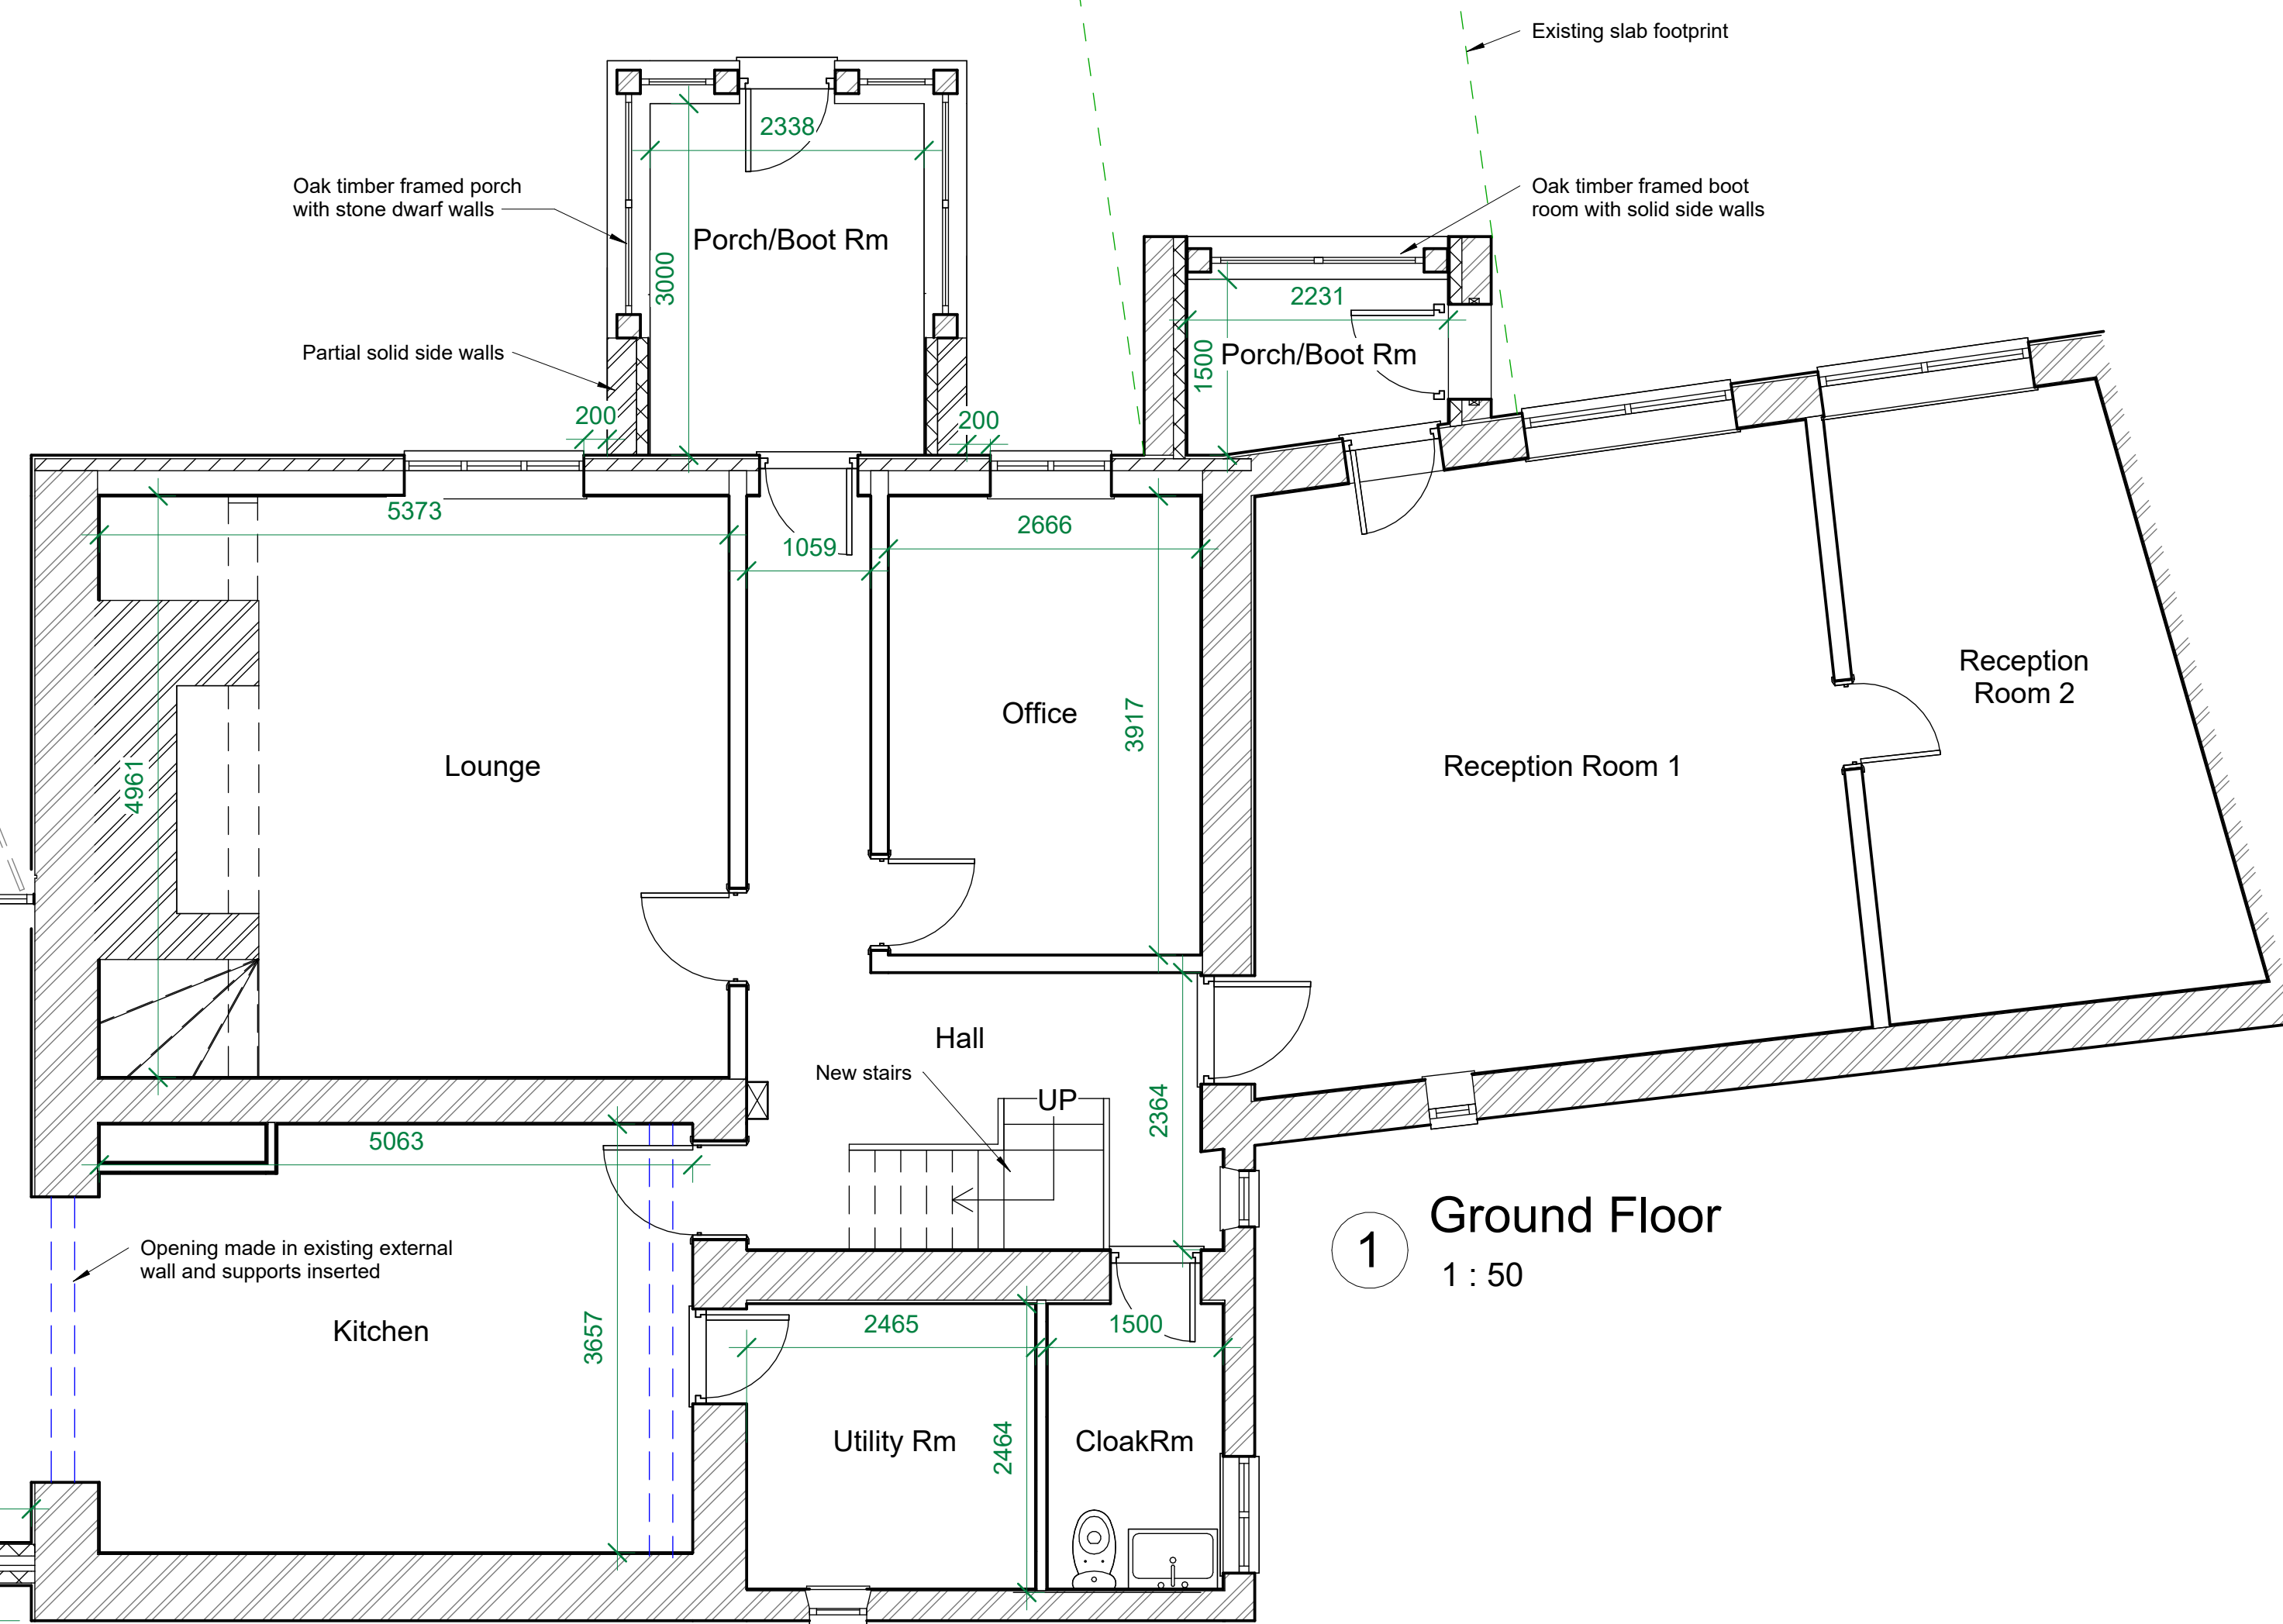 Existing slab footprint
2338
Oak timber framed porch
with stone dwarf walls
Oak timber framed boot
room with solid side walls
Porch/Boot Rm
3000
2231
Partial solid side walls
1500
Porch/Boot Rm
200
200
5373
1059
2666
Lounge
4961
Office
3917
Reception Room 1
Reception
Room 2
Hall
New stairs
UP
2364
5063
Ground Floor
1
1 : 50
Opening made in existing external
wall and supports inserted
Kitchen
3657
2465
1500
Utility Rm
2464
CloakRm